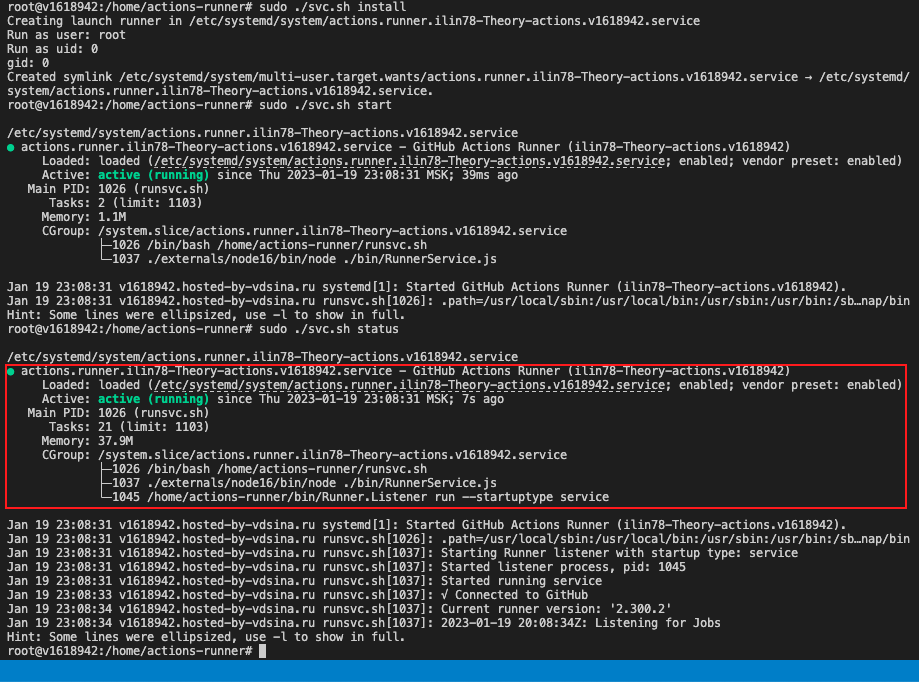 root@v1618942:/home/actions-runner# sudo ./svc.sh install
Creating launch runner in /etc/systemd/system/actions.runner.ilin78-Theory-actions.v1618942.service
Run as user: root
Run as uid: 0
gid: 0
Created symlink /etc/systemd/system/multi-user.target.wants/actions.runner.ilin78-Theory-actions.v1618942.service → /etc/systemd/
system/actions.runner.ilin78-Theory-actions.v1618942.service.
root@v1618942:/home/actions-runner# sudo ./svc.sh start
/etc/systemd/system/actions.runner.ilin78-Theory-actions.v1618942.service
● actions.runner.ilin78-Theory-actions.v1618942.service - GitHub Actions Runner (ilin78-Theory-actions.v1618942)
Loaded: loaded (/etc/systemd/system/actions.runner.ilin78-Theory-actions.v1618942.service; enabled; vendor preset: enabled)
Active: active (running) since Thu 2023-01-19 23:08:31 MSK; 39ms ago
Main PID: 1026 (runsvc.sh)
Tasks: 2 (limit: 1103)
Memory: 1.1M
CGroup: /system.slice/actions.runner.ilin78-Theory-actions.v1618942.service
├─1026 /bin/bash /home/actions-runner/runsvc.sh
└─1037 ./externals/node16/bin/node ./bin/RunnerService.js
Jan 19 23:08:31 v1618942.hosted-by-vdsina.ru systemd[1]: Started GitHub Actions Runner (ilin78-Theory-actions.v1618942).
Jan 19 23:08:31 v1618942.hosted-by-vdsina.ru runsvc.sh[1026]: .path=/usr/local/sbin:/usr/local/bin:/usr/sbin:/usr/bin:/sb…nap/bin
Hint: Some lines were ellipsized, use -l to show in full.
root@v1618942:/home/actions-runner# sudo ./svc.sh status
/etc/systemd/system/actions.runner.ilin78-Theory-actions.v1618942.service
● actions.runner.ilin78-Theory-actions.v1618942.service - GitHub Actions Runner (ilin78-Theory-actions.v1618942)
Loaded: loaded (/etc/systemd/system/actions.runner.ilin78-Theory-actions.v1618942.service; enabled; vendor preset: enabled)
Active: active (running) since Thu 2023-01-19 23:08:31 MSK; 7s ago
Main PID: 1026 (runsvc.sh)
Tasks: 21 (limit: 1103)
Memory: 37.9M
CGroup: /system.slice/actions.runner.ilin78-Theory-actions.v1618942.service
├─1026 /bin/bash /home/actions-runner/runsvc.sh
├─1037 ./externals/node16/bin/node ./bin/RunnerService.js
└─1045 /home/actions-runner/bin/Runner.Listener run --startuptype service
Jan 19 23:08:31 v1618942.hosted-by-vdsina.ru systemd[1]: Started GitHub Actions Runner (ilin78-Theory-actions.v1618942).
Jan 19 23:08:31 v1618942.hosted-by-vdsina.ru runsvc.sh[1026]: .path=/usr/local/sbin:/usr/local/bin:/usr/sbin:/usr/bin:/sb…nap/bin
Jan 19 23:08:31 v1618942.hosted-by-vdsina.ru runsvc.sh[1037]: Starting Runner listener with startup type: service
Jan 19 23:08:31 v1618942.hosted-by-vdsina.ru runsvc.sh[1037]: Started listener process, pid: 1045
Jan 19 23:08:31 v1618942.hosted-by-vdsina.ru runsvc.sh[1037]: Started running service
Jan 19 23:08:33 v1618942.hosted-by-vdsina.ru runsvc.sh[1037]: √ Connected to GitHub
Jan 19 23:08:34 v1618942.hosted-by-vdsina.ru runsvc.sh[1037]: Current runner version: '2.300.2'
Jan 19 23:08:34 v1618942.hosted-by-vdsina.ru runsvc.sh[1037]: 2023-01-19 20:08:34Z: Listening for Jobs
Hint: Some lines were ellipsized, use -l to show in full.
root@v1618942:/home/actions-runner#